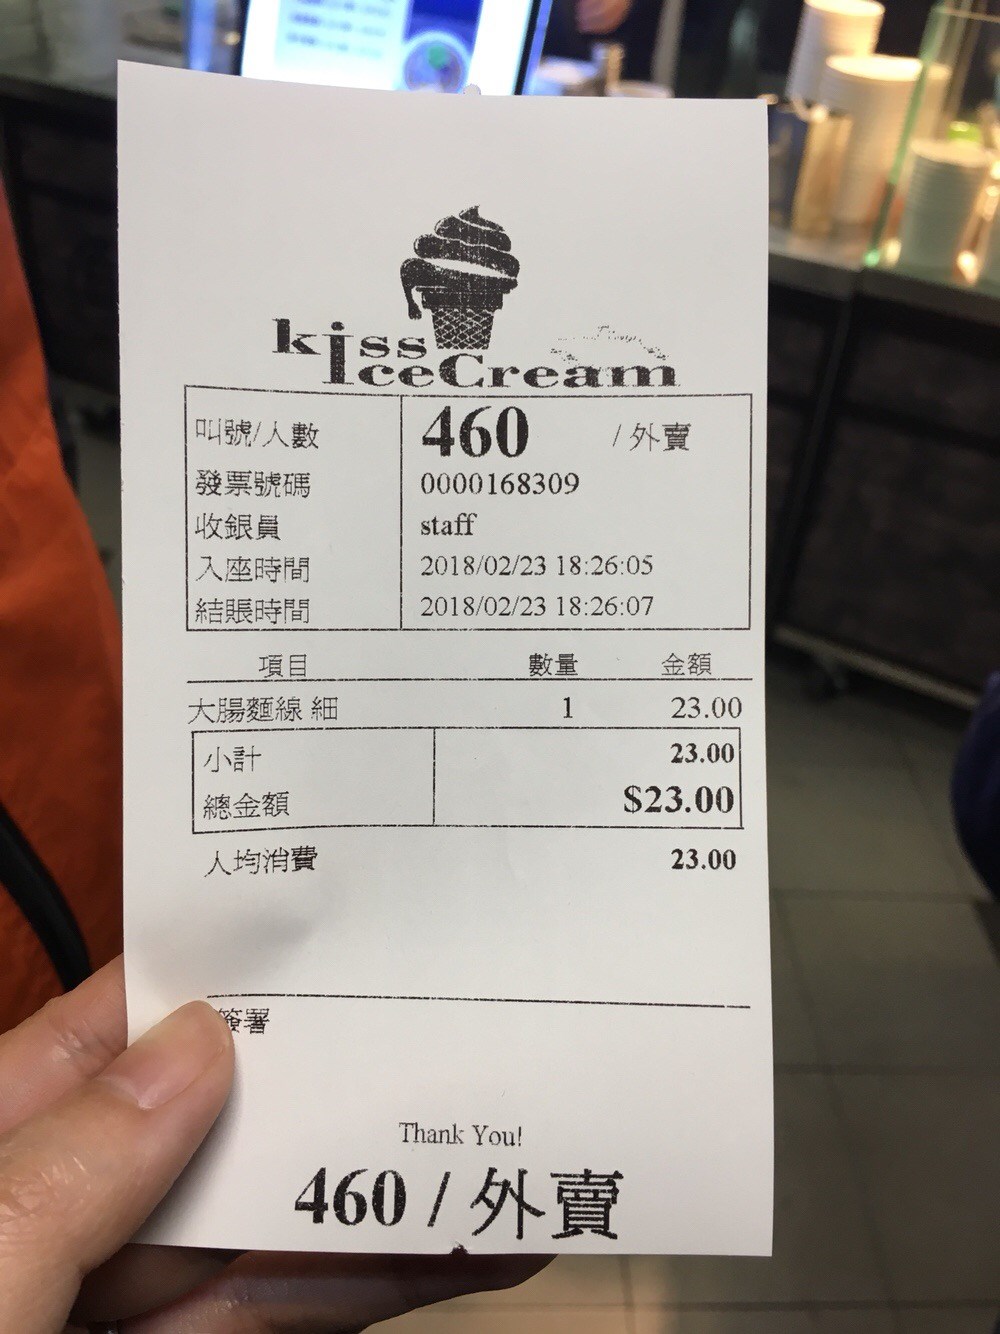 kiss
IceCream
叫號/人數 460 / 外賣
發票號碼 0000168309
收銀員 staff
入座時間 2018/02/23 18:26:05
結賬時間 2018/02/23 18:26:07
項目 數量 金額
大腸麵線 細 1 23.00
小計 23.00
總金額 $23.00
人均消費 23.00
簽署
Thank You!
460 / 外賣